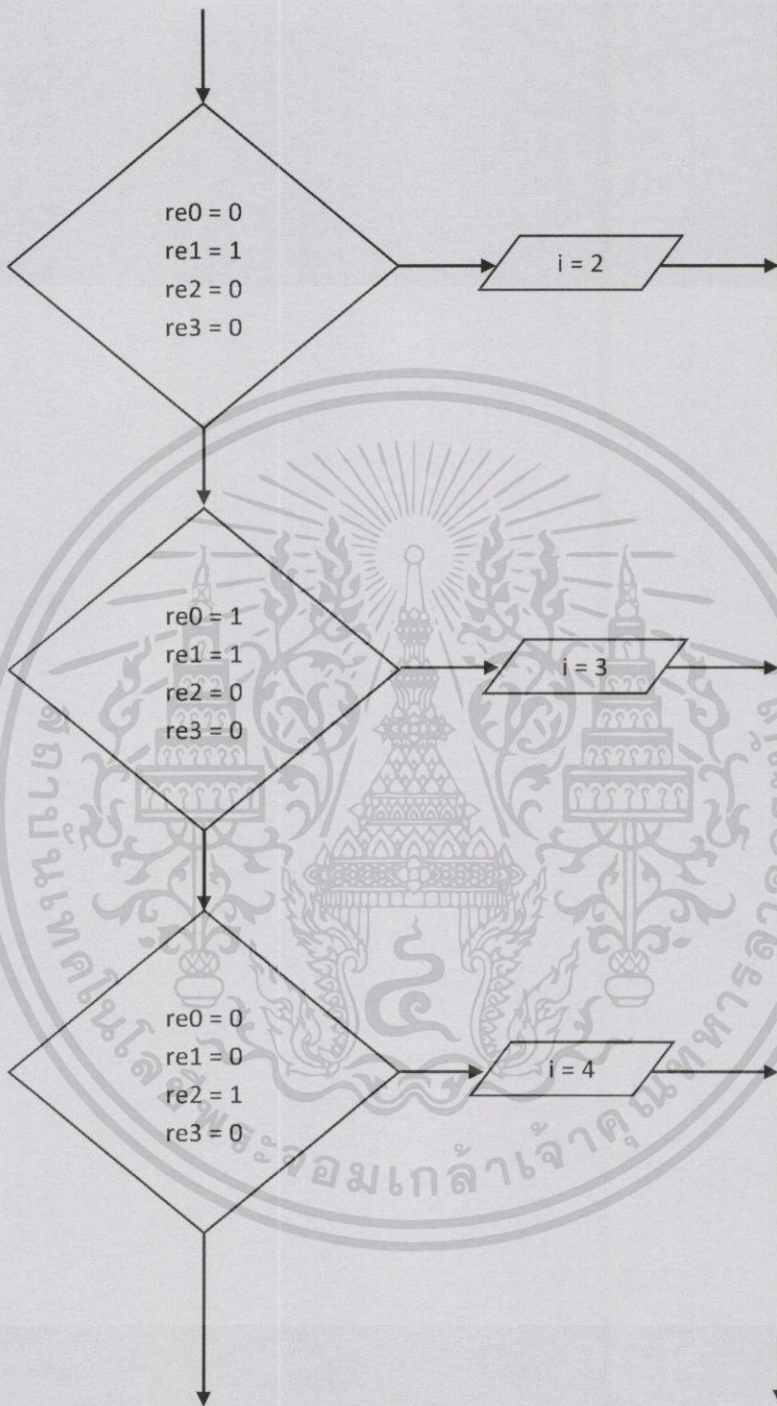 re0 = 0
re1 = 1
re2 = 0
re3 = 0
i = 2
re0 = 1
re1 = 1
re2 = 0
re3 = 0
i = 3
re0 = 0
re1 = 0
re2 = 1
re3 = 0
i = 4